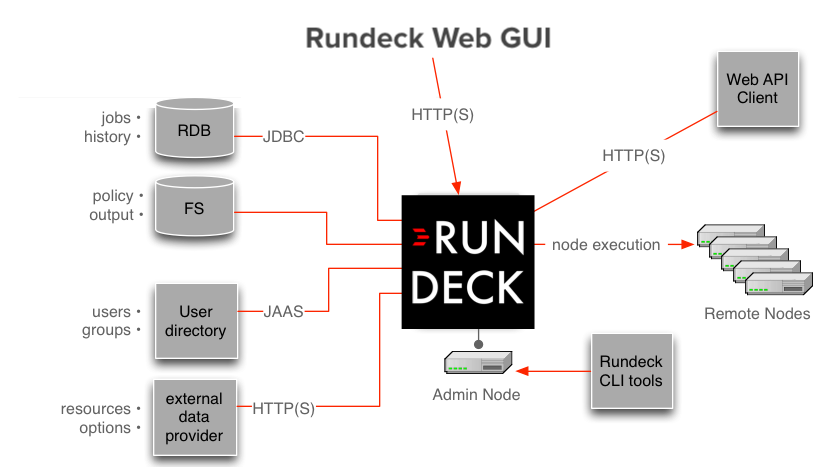 Rundeck Web GUI
HTTP(S)
Web API
Client
HTTP(S)
jobs •
history •
RDB
JDBC
policy •
output •
FS
RUN
DECK
node execution
Remote Nodes
users •
groups •
User
directory
JAAS
Admin Node
Rundeck
CLI tools
resources •
options •
external
data
provider
HTTP(S)